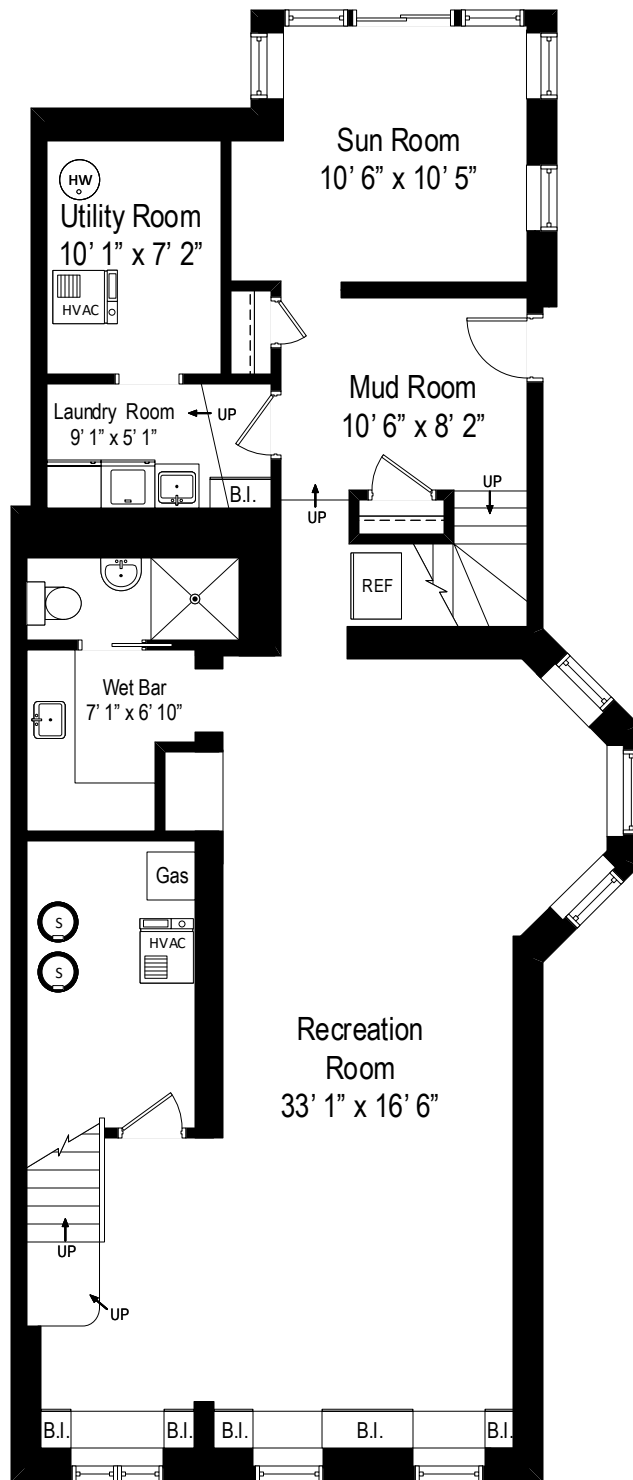 Sun Room
10' 6” x 10' 5”
HW
Utility Room
10' 1” x 7' 2”
HVAC
Mud Room
10' 6” x 8' 2”
Laundry Room
9' 1” x 5' 1”
UP
B.I.
UP
UP
REF
Wet Bar
7' 1” x 6' 10”
Gas
S
HVAC
S
Recreation
Room
33' 1” x 16' 6”
UP
UP
B.I.
B.I.
B.I.
B.I.
B.I.